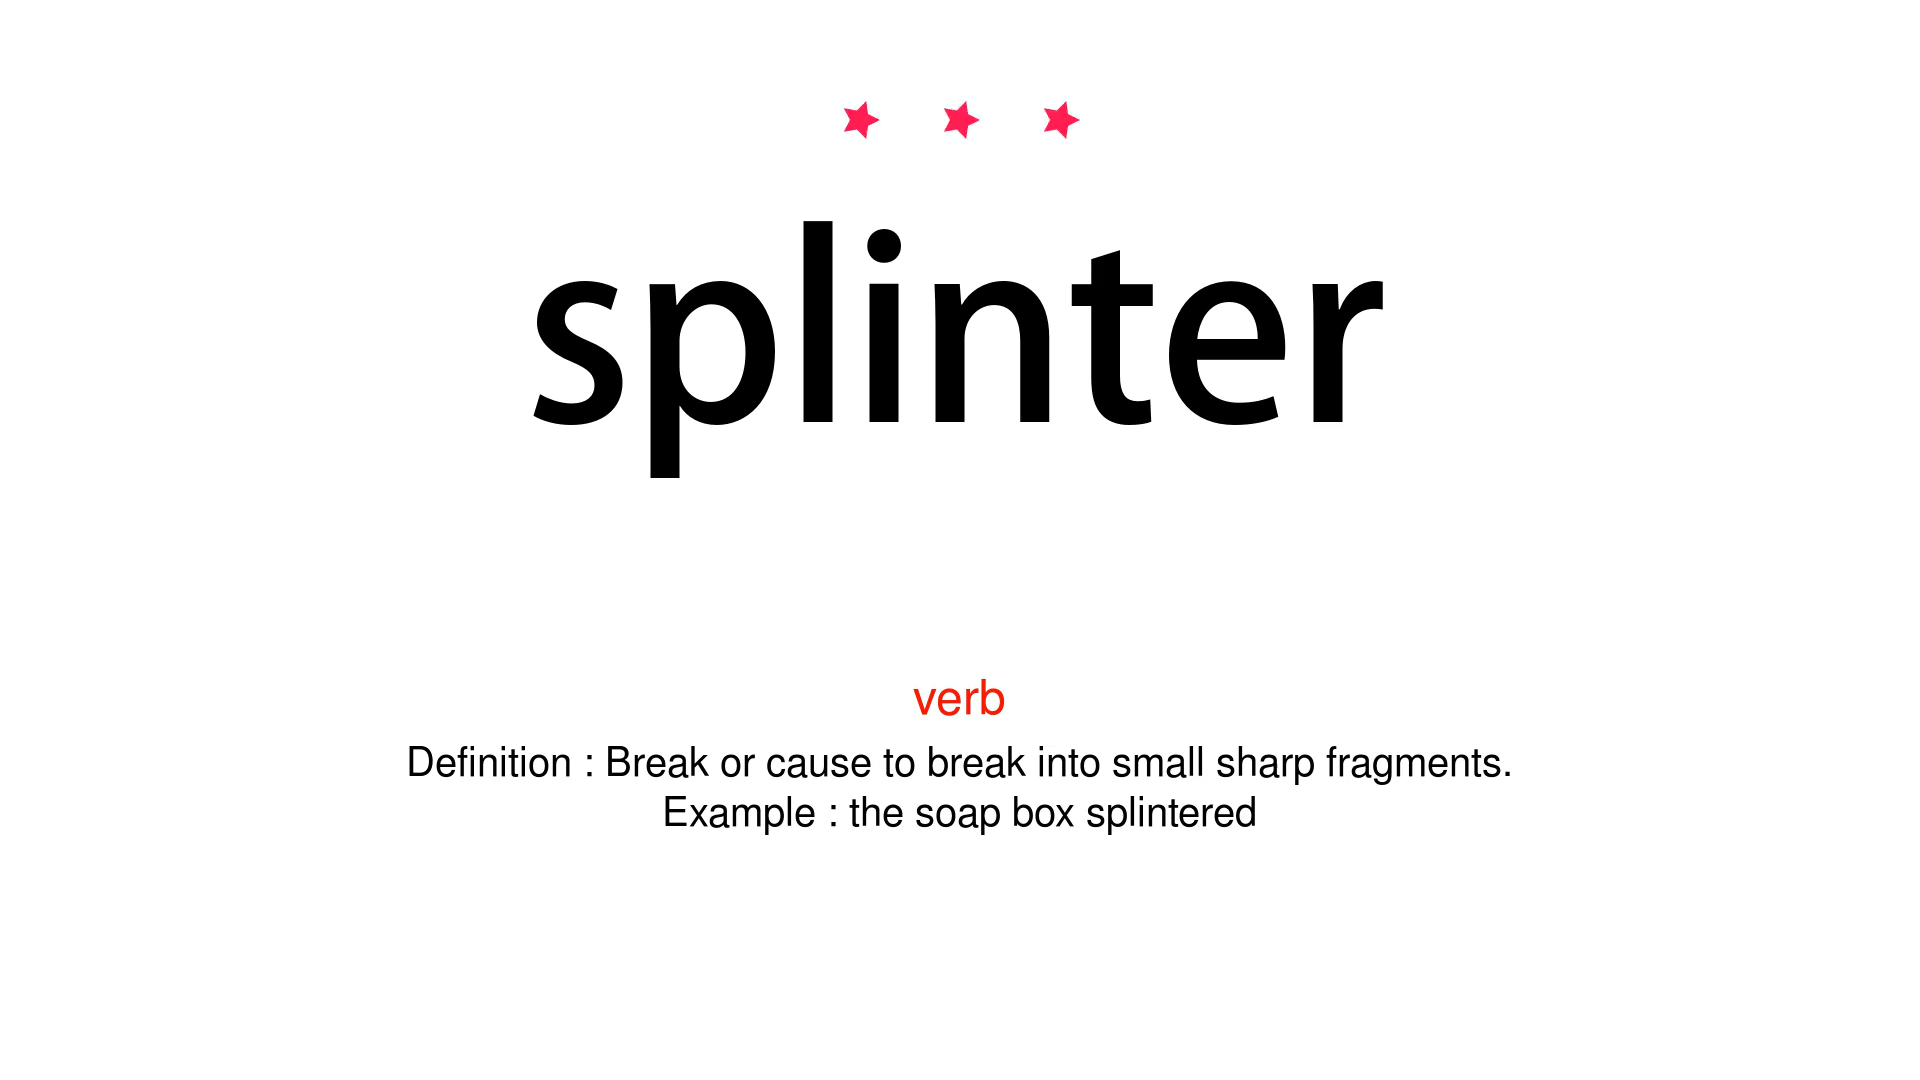 splinter
verb
Definition : Break or cause to break into small sharp fragments.
Example : the soap box splintered